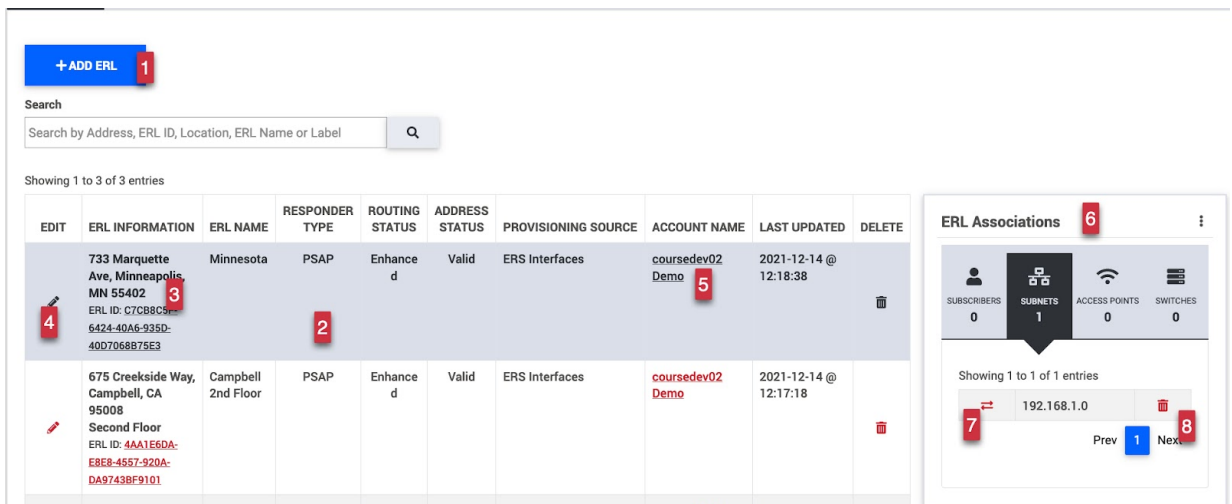 + ADD ERL 1
Search
Search by Address, ERL ID, Location, ERL Name or Label
Showing 1 to 3 of 3 entries
EDIT ERL INFORMATION ERL NAME RESPONDER TYPE ROUTING STATUS ADDRESS STATUS PROVISIONING SOURCE ACCOUNT NAME LAST UPDATED DELETE
733 Marquette Minnesota PSAP Enhance Valid ERS Interfaces coursedev02 2021-12-14 @
Ave, Minneapolis, d Demo 5 12:18:38
MN 55402 3
4 ERL ID: C7CB8C5F-
6424-40A6-935D- 2
40D7068B75E3
675 Creekside Way, Campbell PSAP Enhance Valid ERS Interfaces coursedev02 2021-12-14 @
Campbell, CA 2nd Floor d Demo 12:17:18
95008
Second Floor
ERL ID: 4AA1E6DA-
E8E8-4557-920A-
DA9743BF9101
ERL Associations 6
SUBSCRIBERS SUBNETS ACCESS POINTS SWITCHES
0 1 0 0
Showing 1 to 1 of 1 entries
192.168.1.0
7 8
Prev 1 Next